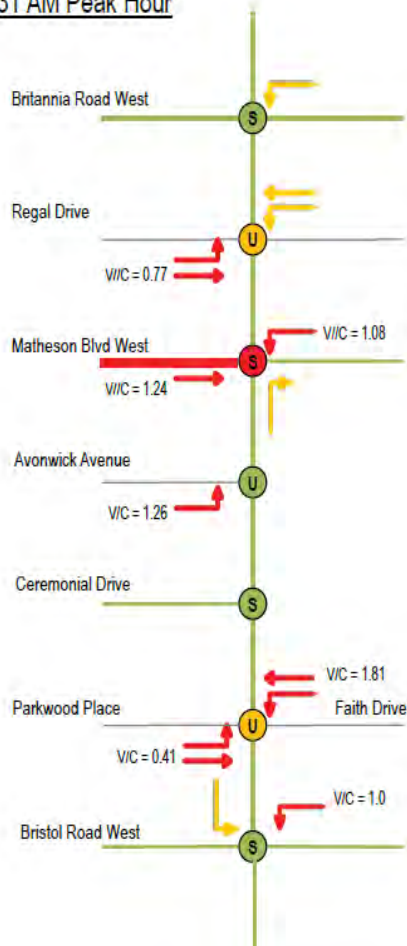 31 AM Peak Hour
Britannia Road West
S
Regal Drive
U
V//C = 0.77
V//C = 1.08
Matheson Blvd West
S
V//C = 1.24
Avonwick Avenue
U
V/C = 1.26
Ceremonial Drive
S
V/C = 1.81
Parkwood Place
Faith Drive
U
V/C = 0.41
V/C = 1.0
Bristol Road West
S